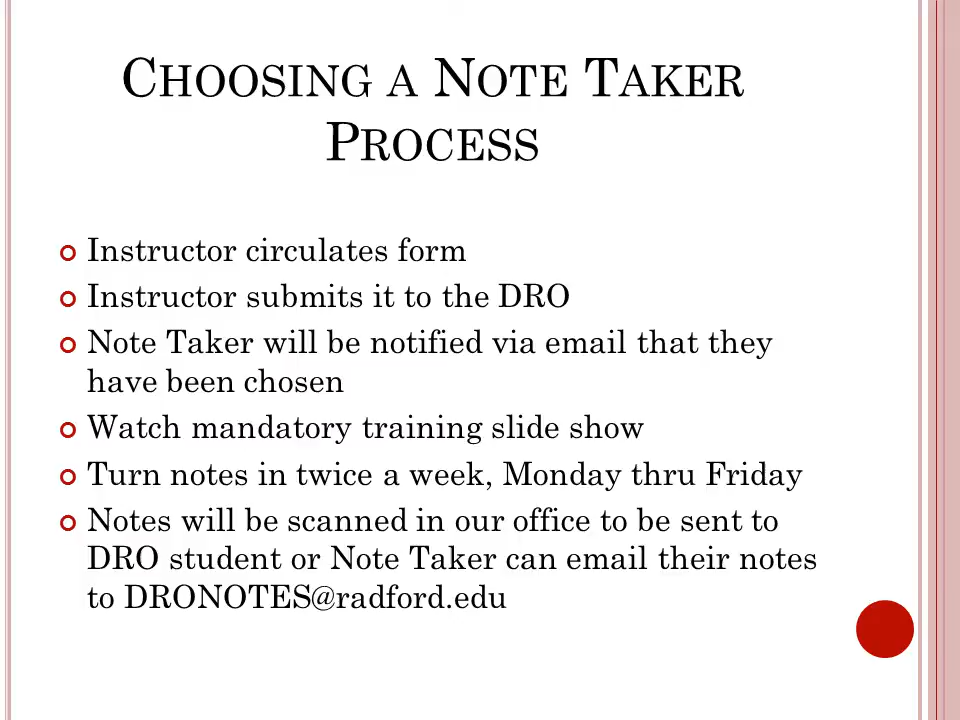 CHOOSING A NOTE TAKER
PROCESS
Instructor circulates form
Instructor submits it to the DRO
Note Taker will be notified via email that they
have been chosen
Watch mandatory training slide show
Turn notes in twice a week, Monday thru Friday
Notes will be scanned in our office to be sent to
DRO student or Note Taker can email their notes
to DRONOTES@radford.edu